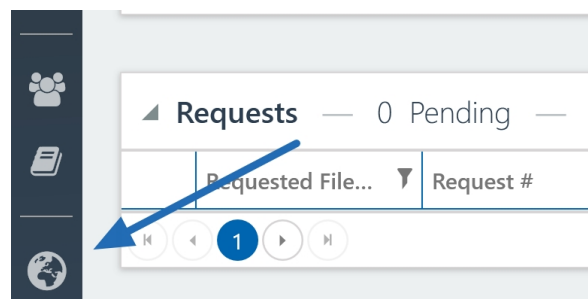 Requests — 0 Pending —
Requested File... Request #
1